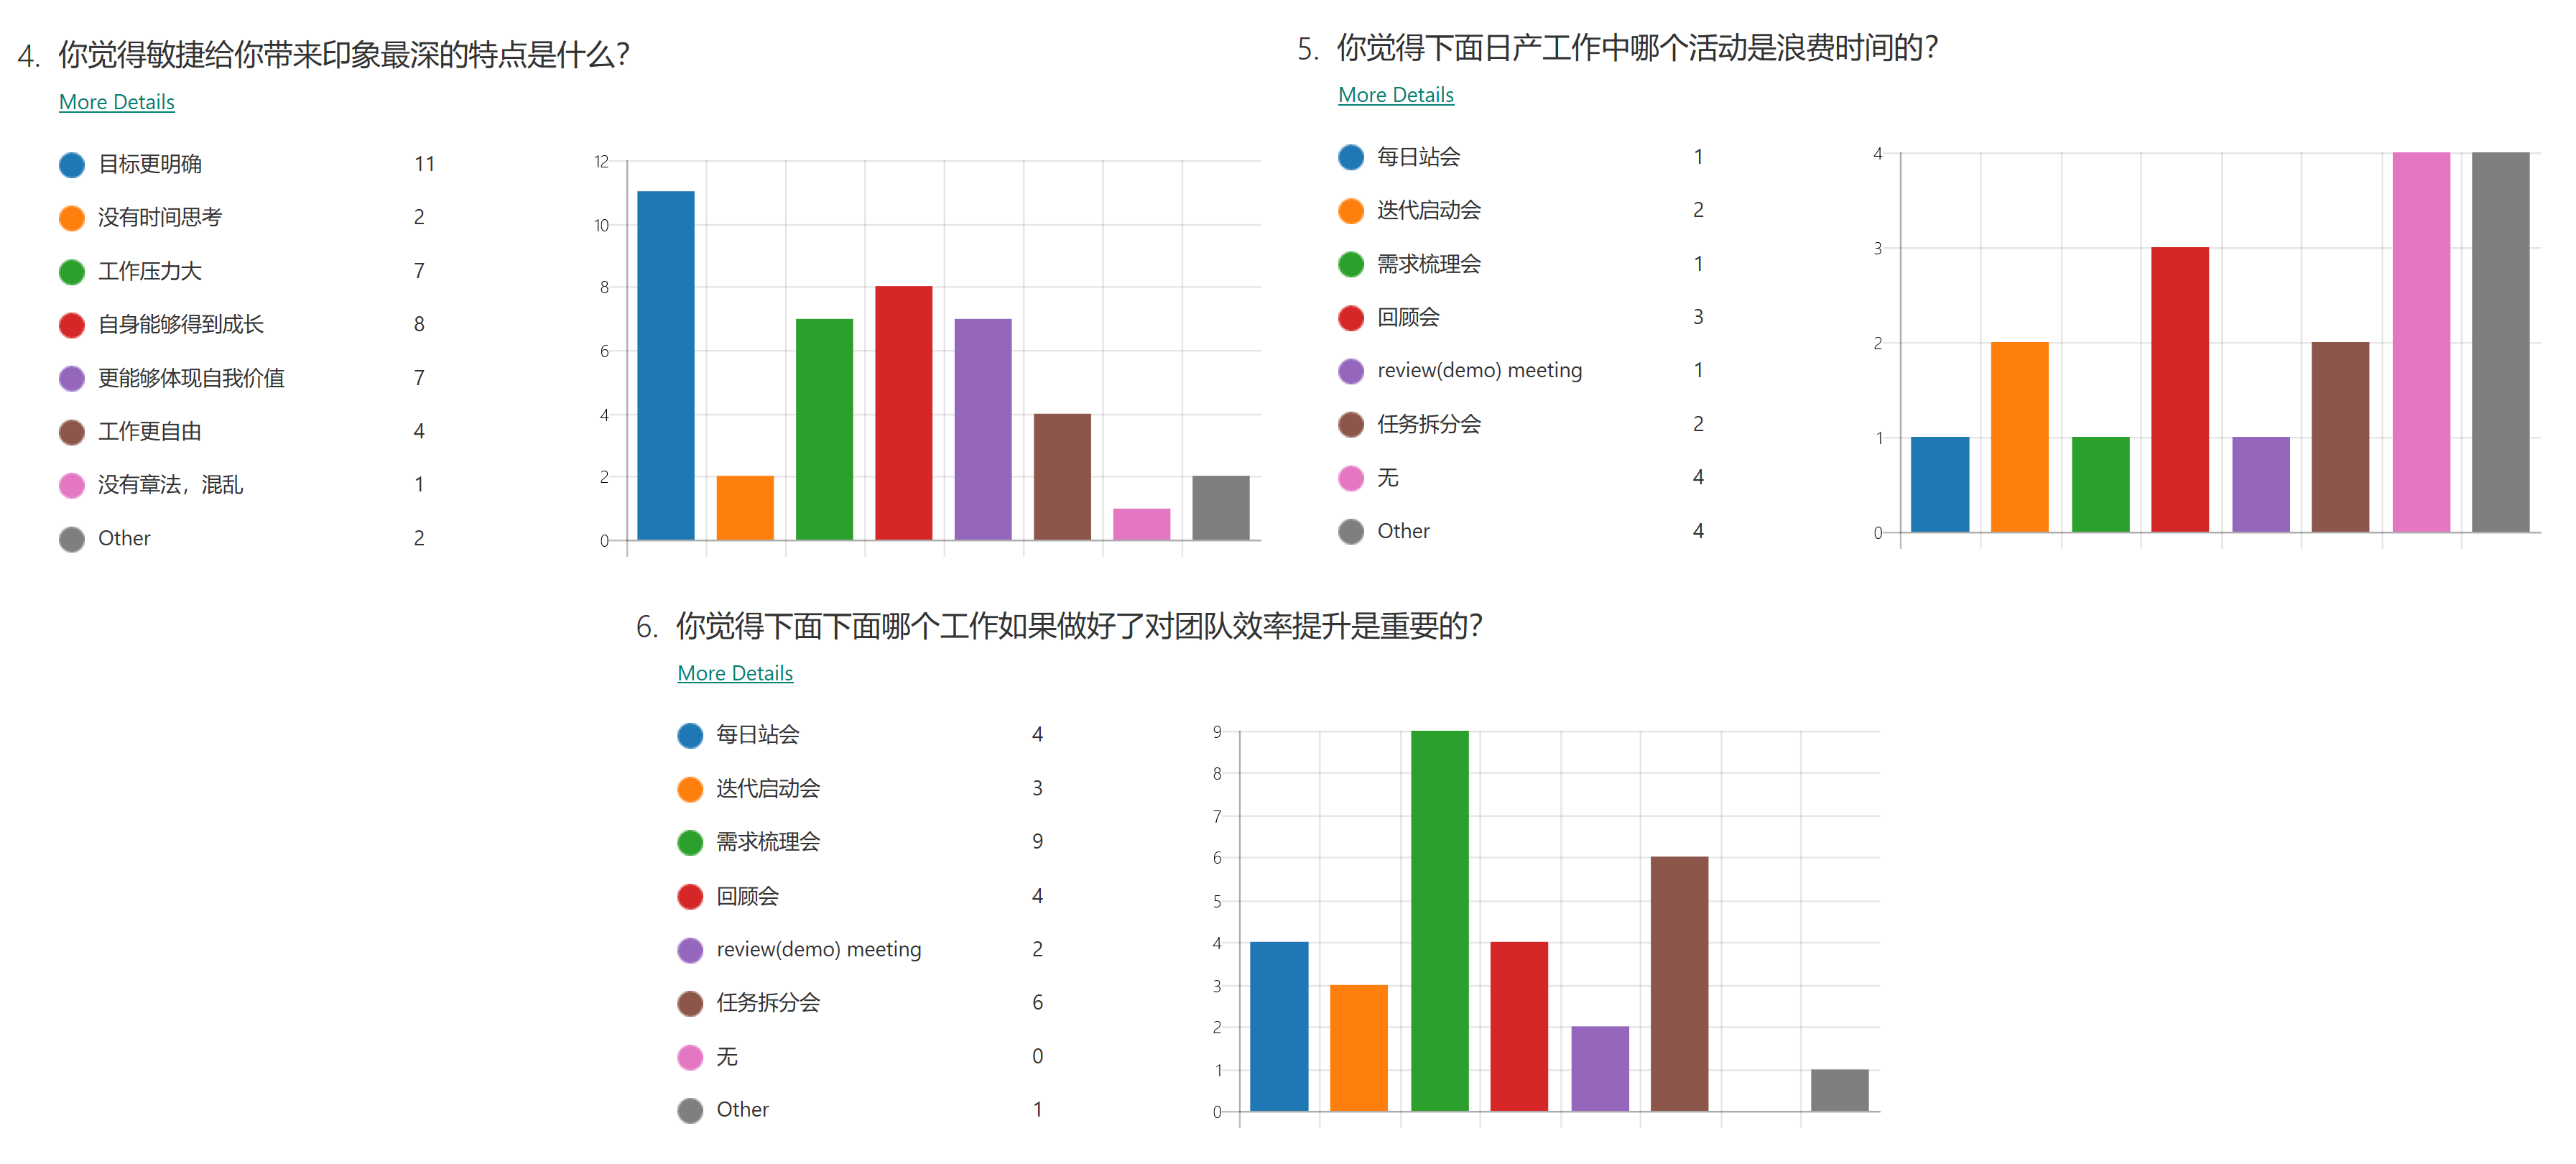 4. 你觉得敏捷给你带来印象最深的特点是什么?
More Details
目标更明确 11
没有时间思考 2
工作压力大 7
自身能够得到成长 8
更能够体现自我价值 7
工作更自由 4
没有章法，混乱 1
Other 2
12
10
8
6
4
2
0
5. 你觉得下面日产工作中哪个活动是浪费时间的?
More Details
每日站会 1
迭代启动会 2
需求梳理会 1
回顾会 3
review(demo) meeting 1
任务拆分会 2
无 4
Other 4
4
3
2
1
0
6. 你觉得下面下面哪个工作如果做好了对团队效率提升是重要的?
More Details
每日站会 4
迭代启动会 3
需求梳理会 9
回顾会 4
review(demo) meeting 2
任务拆分会 6
无 0
Other 1
9
8
7
6
5
4
3
2
1
0